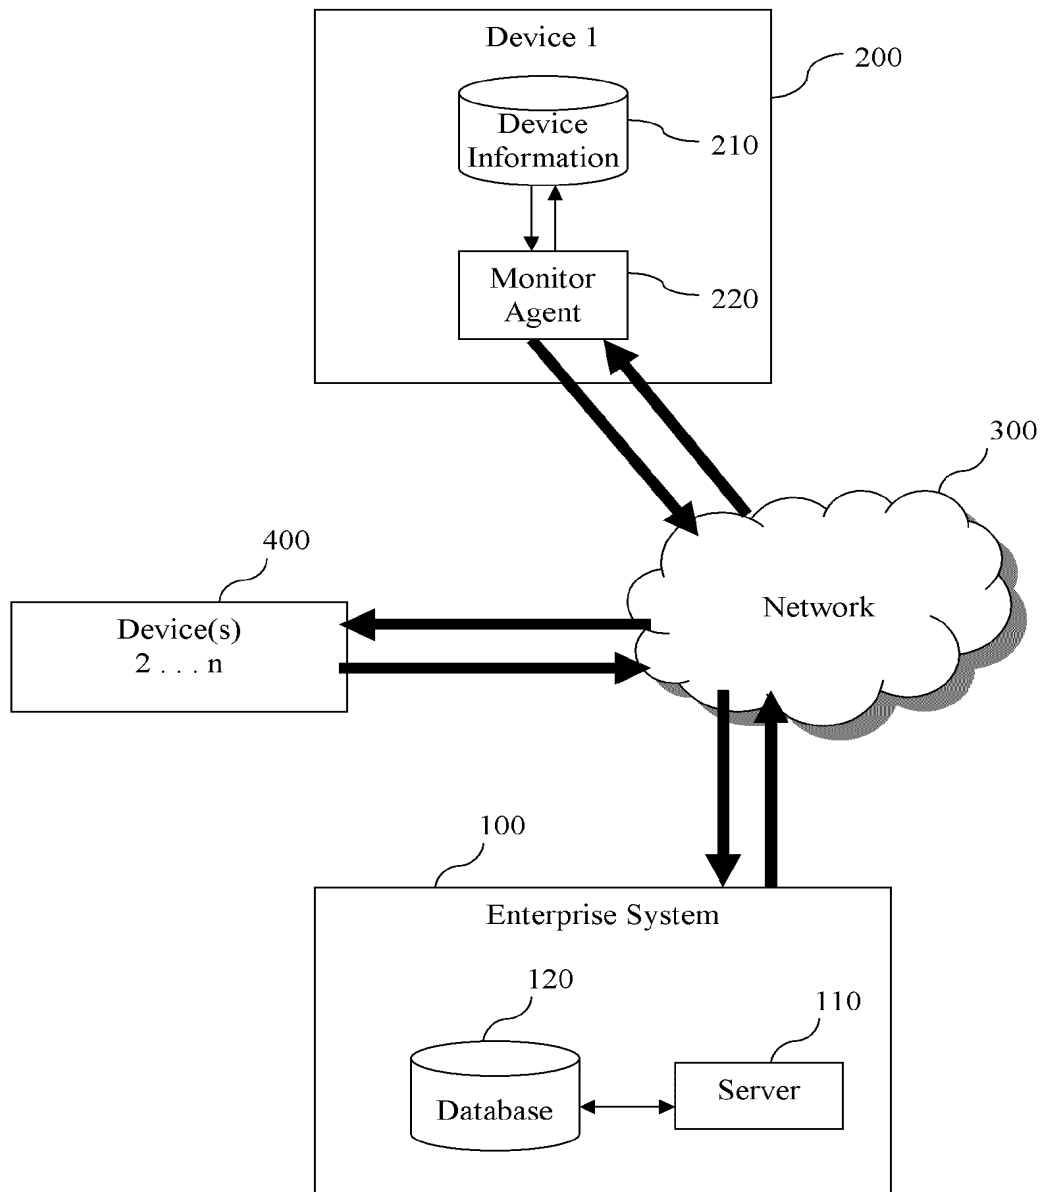 Device 1
200
Device
Information
210
Monitor
Agent
220
300
Network
400
Device(s)
2 . . . n
100
Enterprise System
120
110
Database
Server